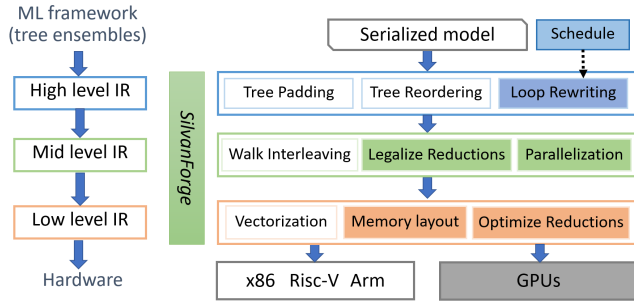 ML framework
(tree ensembles)
High level IR
Mid level IR
Low level IR
Hardware
SilvanForge
Serialized model
Schedule
Tree Padding
Tree Reordering
Loop Rewriting
Walk Interleaving
Legalize Reductions
Parallelization
Vectorization
Memory layout
Optimize Reductions
x86 Risc-V Arm
GPUs